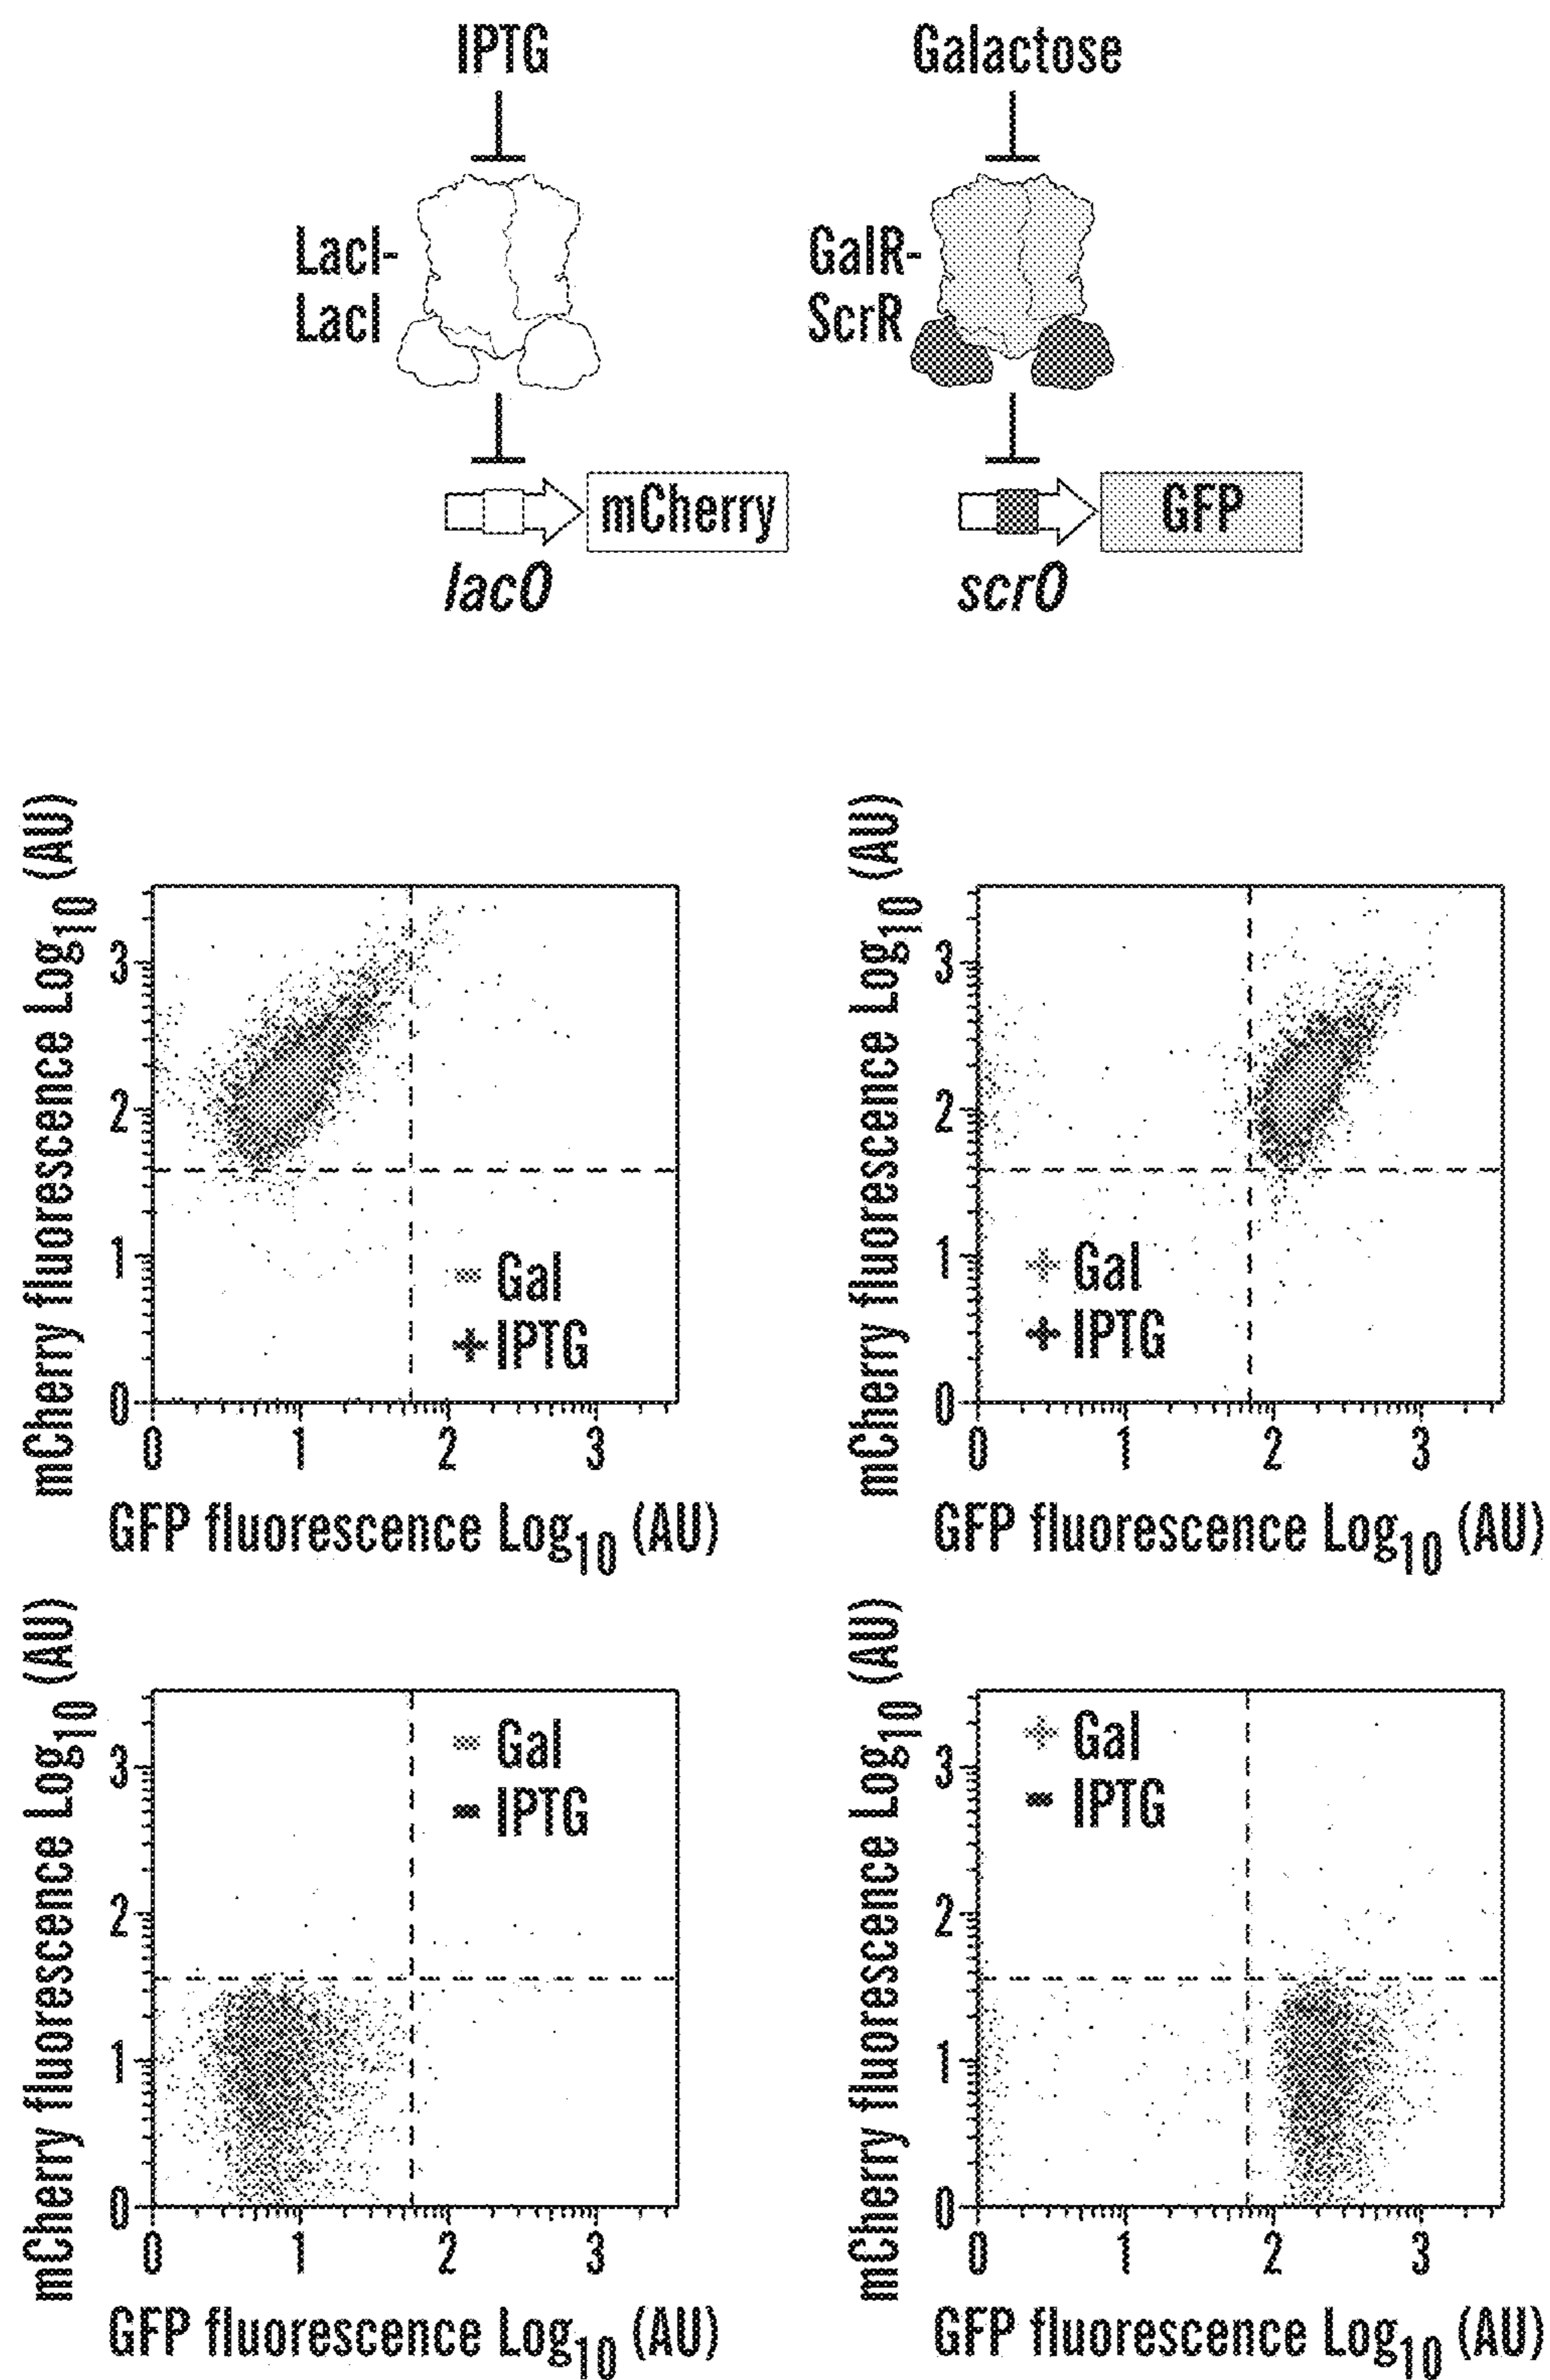 IPTG
Galactose
LacI-
LacI
GalR-
ScrR
mCherry
GFP
lacO
scrO
mCherry fluorescence Log10 (AU)
3
2
1
0
- Gal
+ IPTG
0 1 2 3
GFP fluorescence Log10 (AU)
mCherry fluorescence Log10 (AU)
3
2
1
0
+ Gal
+ IPTG
0 1 2 3
GFP fluorescence Log10 (AU)
mCherry fluorescence Log10 (AU)
3
2
1
0
- Gal
- IPTG
0 1 2 3
GFP fluorescence Log10 (AU)
mCherry fluorescence Log10 (AU)
3
2
1
0
+ Gal
- IPTG
0 1 2 3
GFP fluorescence Log10 (AU)